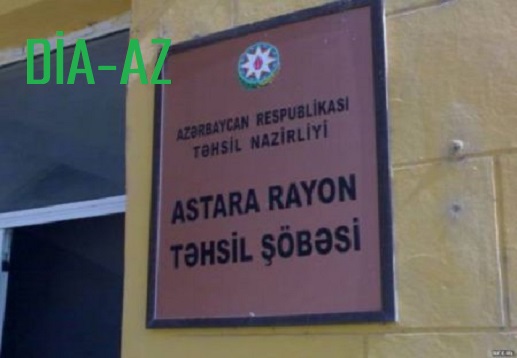 DİA-AZ
AZƏRBAYCAN RESPUBLİKASI
TƏHSİL NAZİRLİYİ
ASTARA RAYON
TƏHSİL ŞÖBƏSİ